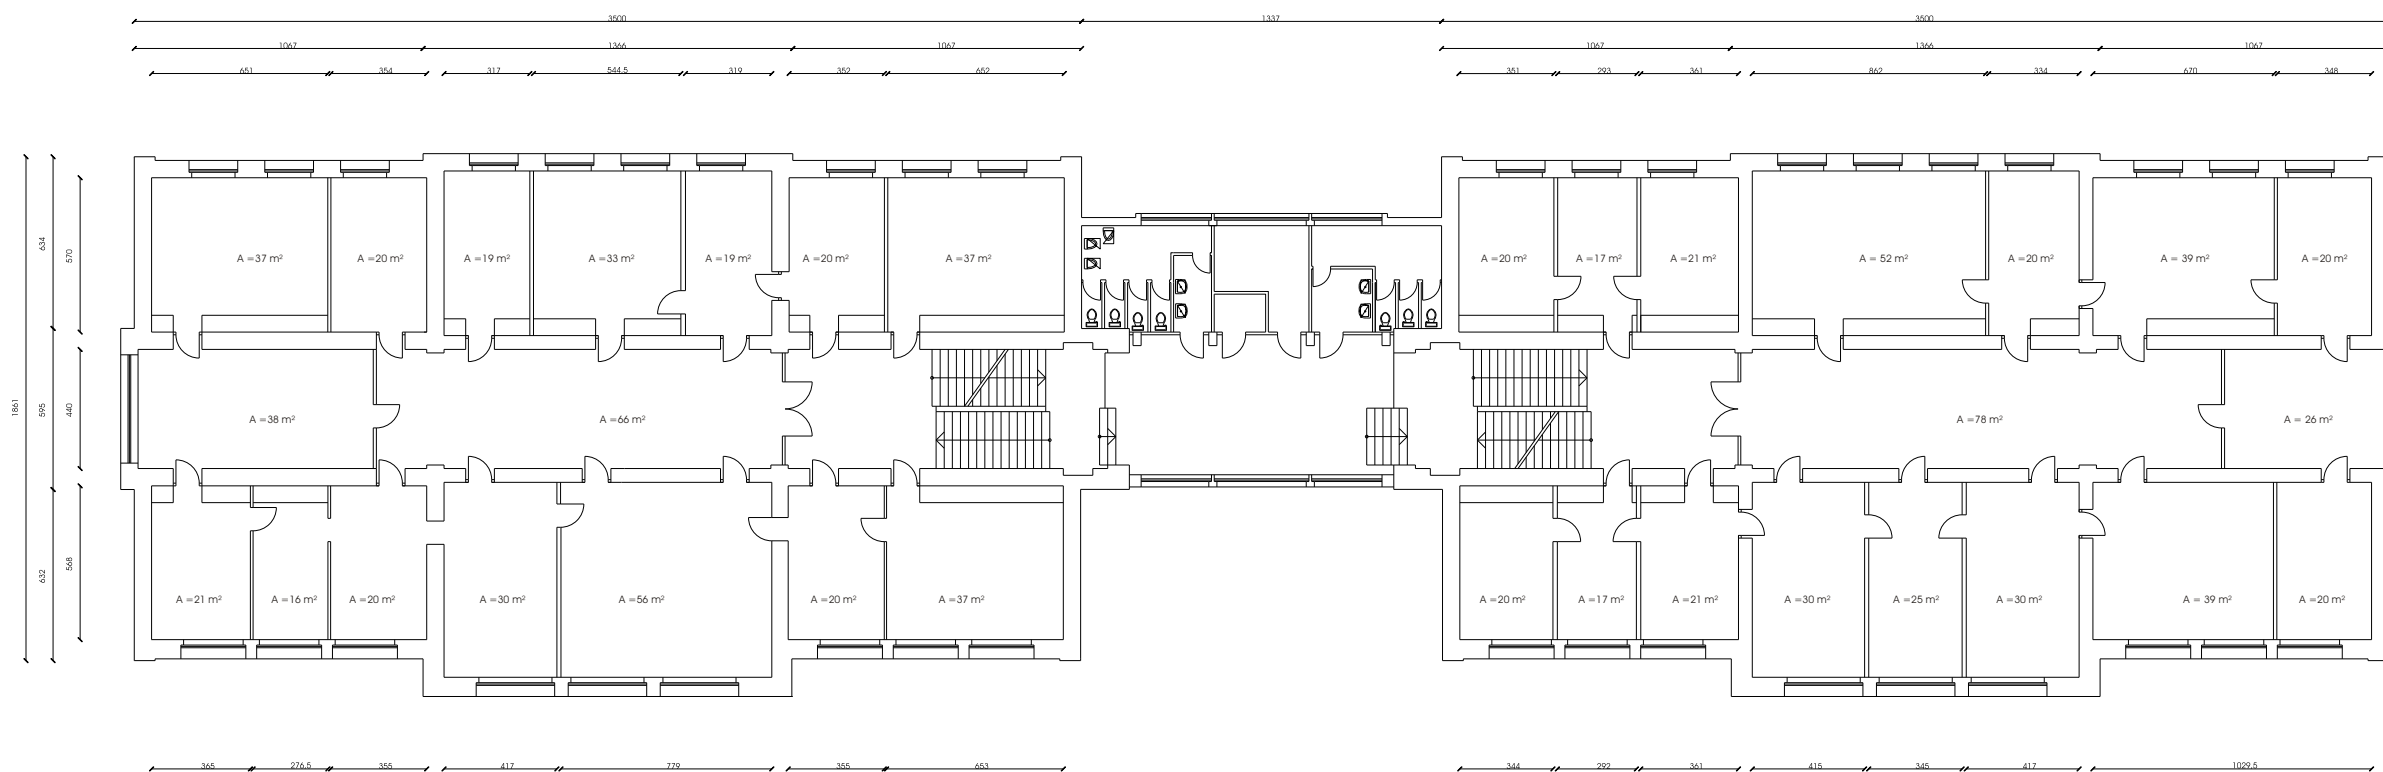 3500 1337 3500
1067 1366 1067 1067 1366 1067
651 354 317 544.5 319 352 652 351 293 361 862 334 670 348
634
570
A =37 m² A =20 m² A =19 m² A =33 m² A =19 m² A =20 m² A =37 m² A =20 m² A =17 m² A =21 m² A = 52 m² A =20 m² A = 39 m² A =20 m²
1861
595
440
A =38 m² A =66 m² A =78 m² A = 26 m²
632
568
A =21 m² A =16 m² A =20 m² A =30 m² A =56 m² A =20 m² A =37 m² A =20 m² A =17 m² A =21 m² A =30 m² A =25 m² A =30 m² A = 39 m² A =20 m²
365 276.5 355 417 779 355 653 344 292 361 415 345 417 1029.5